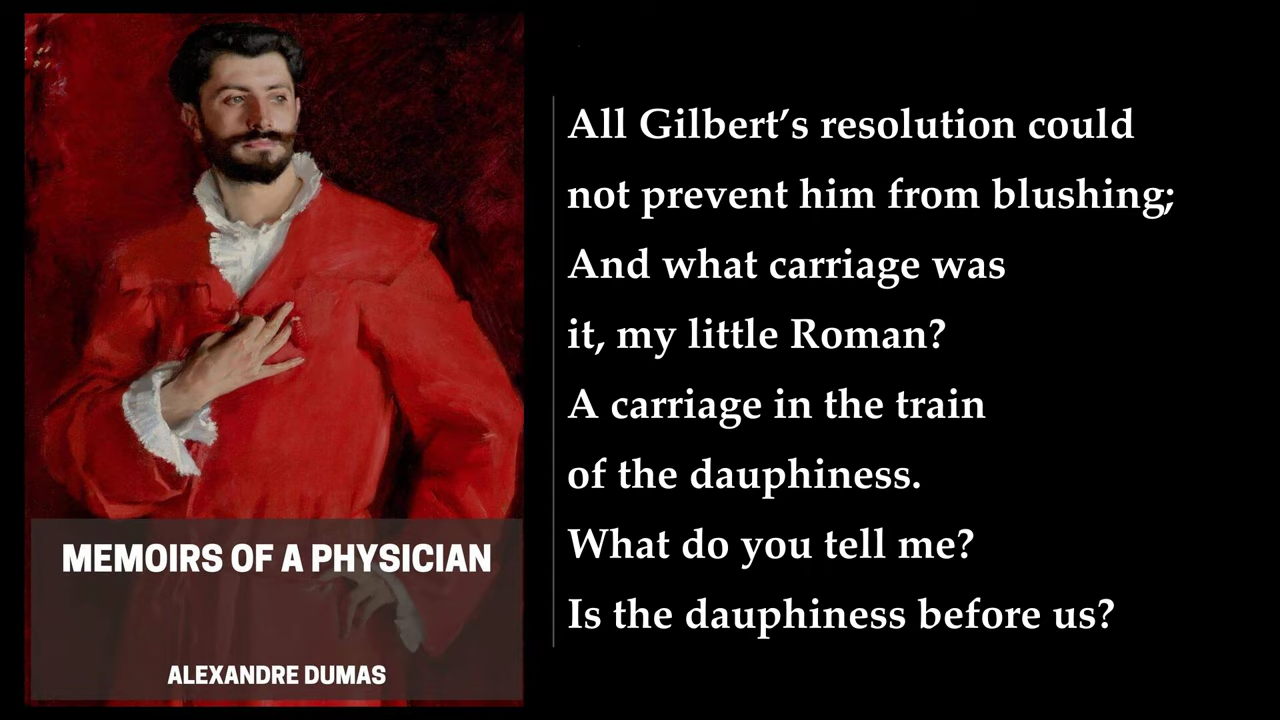 MEMOIRS OF A PHYSICIAN
ALEXANDRE DUMAS
All Gilbert’s resolution could
not prevent him from blushing;
And what carriage was
it, my little Roman?
A carriage in the train
of the dauphiness.
What do you tell me?
Is the dauphiness before us?